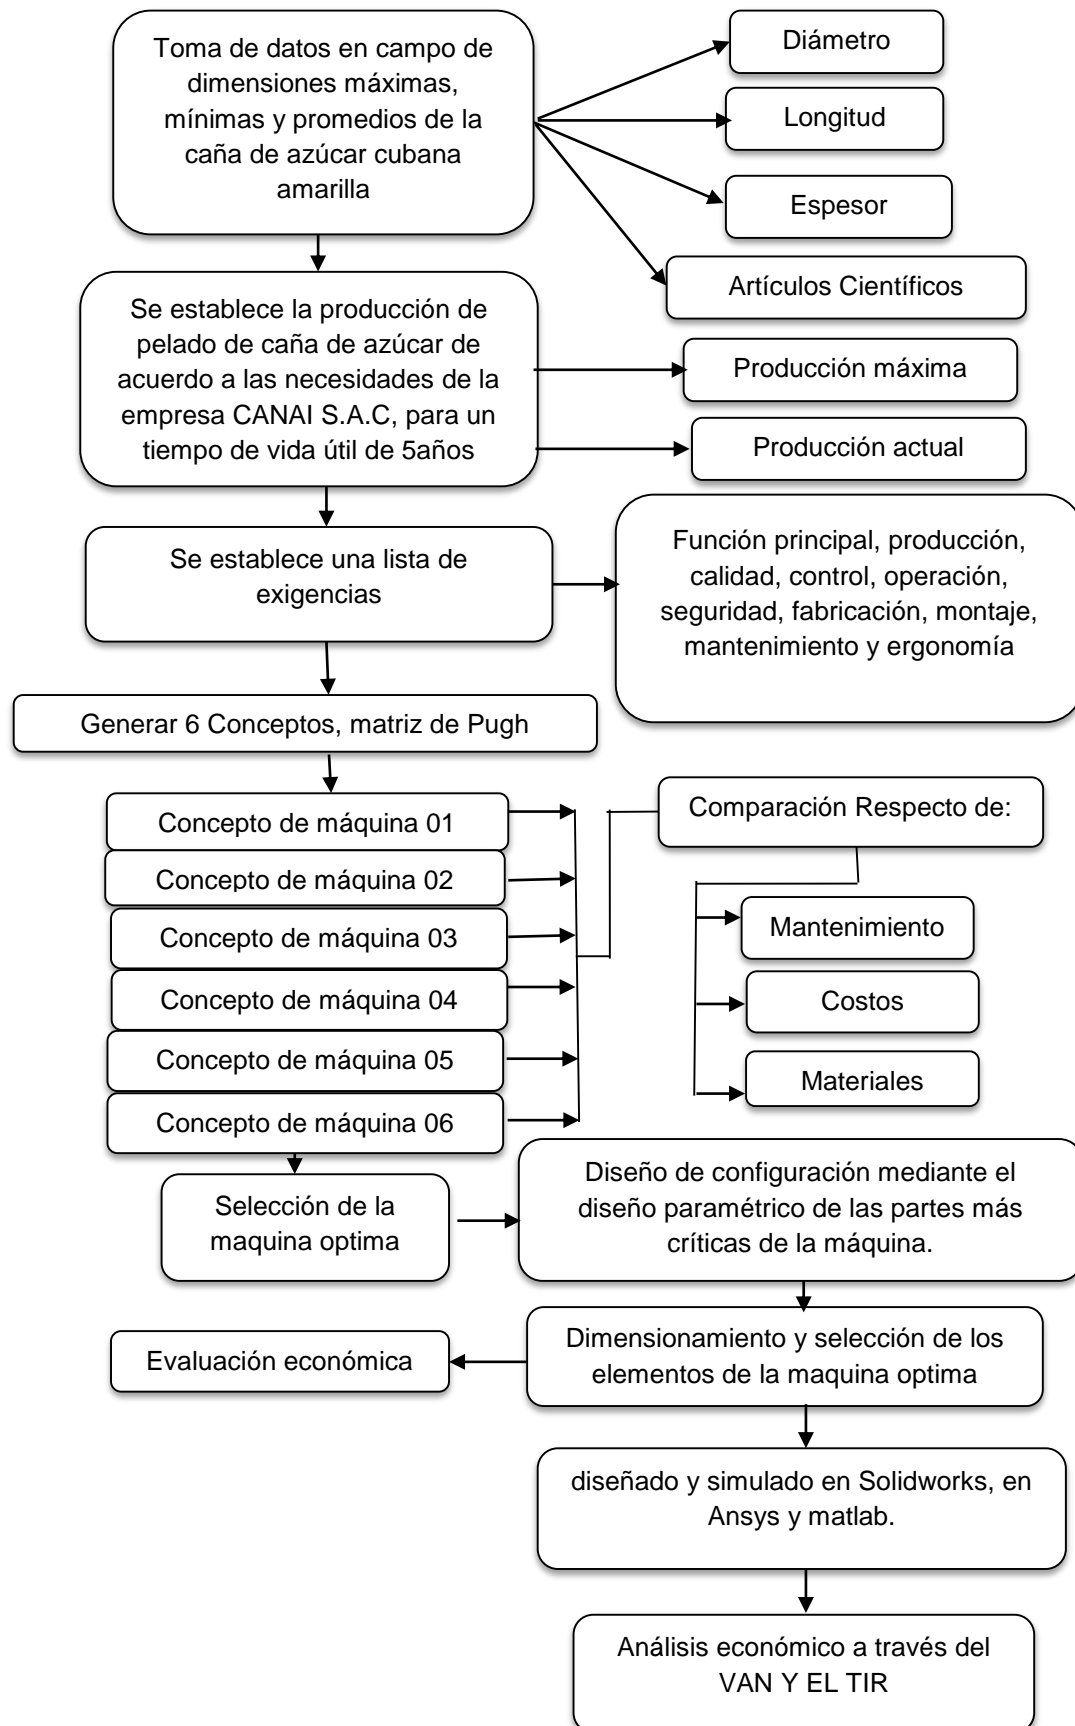 Toma de datos en campo de
dimensiones máximas,
mínimas y promedios de la
caña de azúcar cubana
amarilla
Diámetro
Longitud
Espesor
Artículos Científicos
Se establece la producción de
pelado de caña de azúcar de
acuerdo a las necesidades de la
empresa CANAI S.A.C, para un
tiempo de vida útil de 5años
Producción máxima
Producción actual
Se establece una lista de
exigencias
Función principal, producción,
calidad, control, operación,
seguridad, fabricación, montaje,
mantenimiento y ergonomía
Generar 6 Conceptos, matriz de Pugh
Concepto de máquina 01
Concepto de máquina 02
Concepto de máquina 03
Concepto de máquina 04
Concepto de máquina 05
Concepto de máquina 06
Comparación Respecto de:
Mantenimiento
Costos
Materiales
Selección de la
maquina optima
Diseño de configuración mediante el
diseño paramétrico de las partes más
críticas de la máquina.
Dimensionamiento y selección de los
elementos de la maquina optima
Evaluación económica
diseñado y simulado en Solidworks, en
Ansys y matlab.
Análisis económico a través del
VAN Y EL TIR